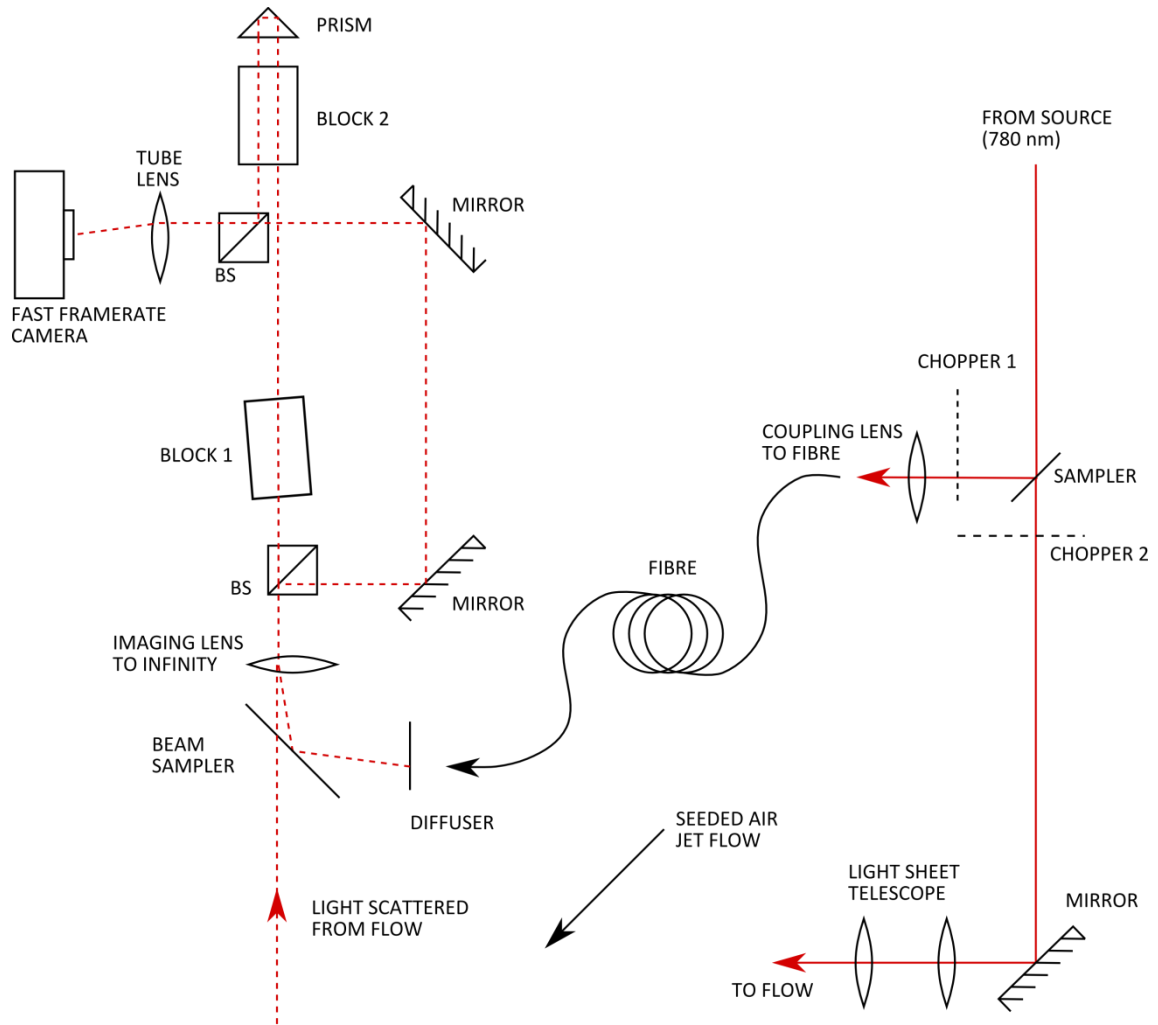 PRISM
BLOCK 2
FROM SOURCE
(780 nm)
TUBE
LENS
MIRROR
BS
FAST FRAMERATE
CAMERA
CHOPPER 1
COUPLING LENS
TO FIBRE
BLOCK 1
SAMPLER
CHOPPER 2
FIBRE
BS
MIRROR
IMAGING LENS
TO INFINITY
BEAM
SAMPLER
DIFFUSER
SEEDED AIR
JET FLOW
LIGHT SHEET
TELESCOPE
MIRROR
LIGHT SCATTERED
FROM FLOW
TO FLOW